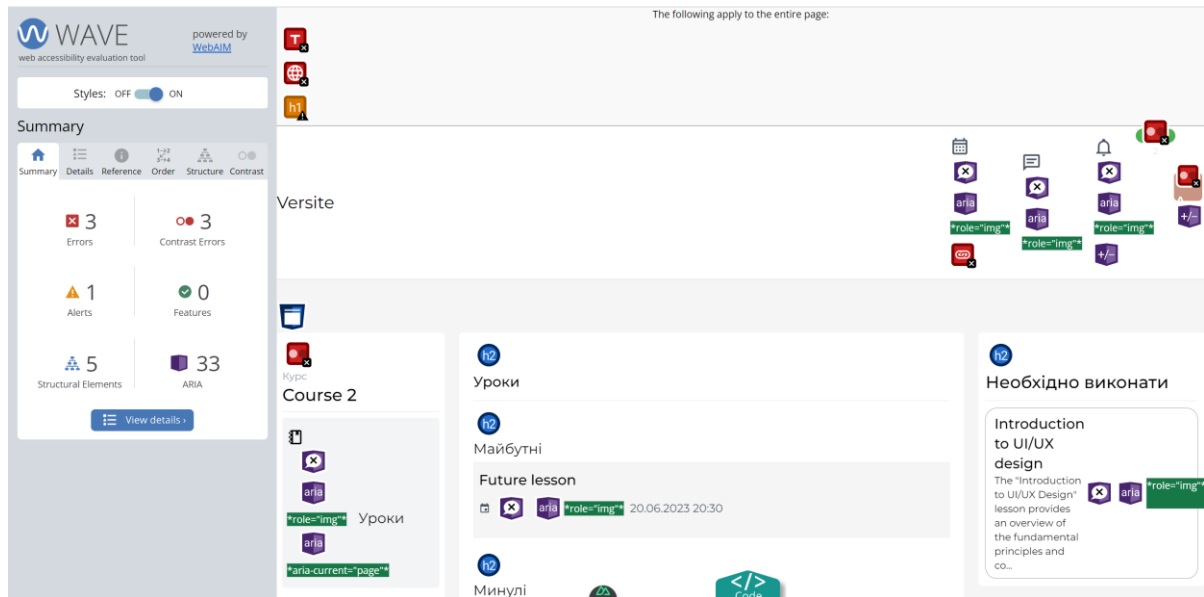 The following apply to the entire page:
WAVE
powered by
WebAIM
web accessibility evaluation tool
Styles: OFF ON
Summary
Summary Details Reference Order Structure Contrast
3 3
Errors Contrast Errors
1 0
Alerts Features
5 33
Structural Elements ARIA
View details ›
h1
Versite
aria
*role="img"*
aria
*role="img"*
aria
*role="img"*
+/-
+/-
Курс
Course 2
aria
*role="img"* Уроки
aria
*aria-current="page"*
h2
Уроки
h2
Майбутні
Future lesson
aria *role="img"* 20.06.2023 20:30
h2
Минулі
</>
Code
h2
Необхідно виконати
Introduction
to UI/UX
design
The "Introduction
to UI/UX Design"
lesson provides
an overview of
the fundamental
principles and
co...
aria *role="img"*